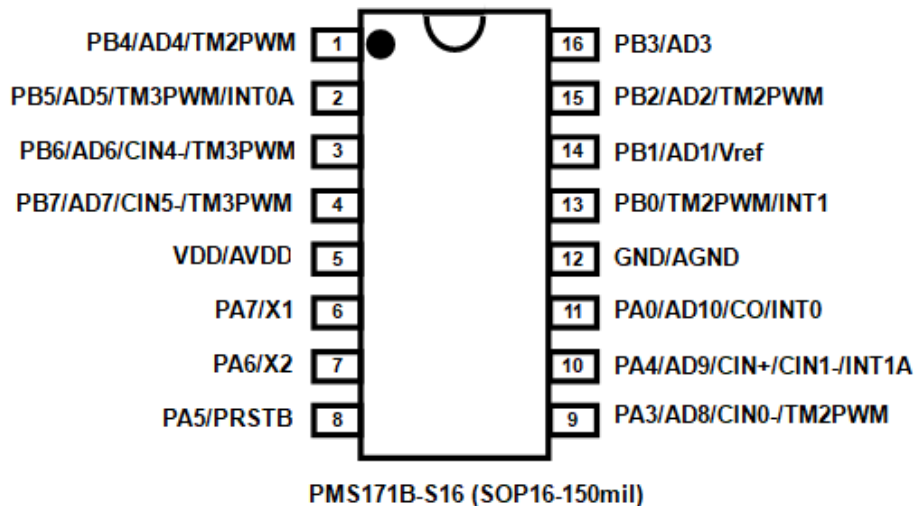 PB4/AD4/TM2PWM 1 16 PB3/AD3
PB5/AD5/TM3PWM/INT0A 2 15 PB2/AD2/TM2PWM
PB6/AD6/CIN4-/TM3PWM 3 14 PB1/AD1/Vref
PB7/AD7/CIN5-/TM3PWM 4 13 PB0/TM2PWM/INT1
VDD/AVDD 5 12 GND/AGND
PA7/X1 6 11 PA0/AD10/CO/INT0
PA6/X2 7 10 PA4/AD9/CIN+/CIN1-/INT1A
PA5/PRSTB 8 9 PA3/AD8/CIN0-/TM2PWM
PMS171B-S16 (SOP16-150mil)